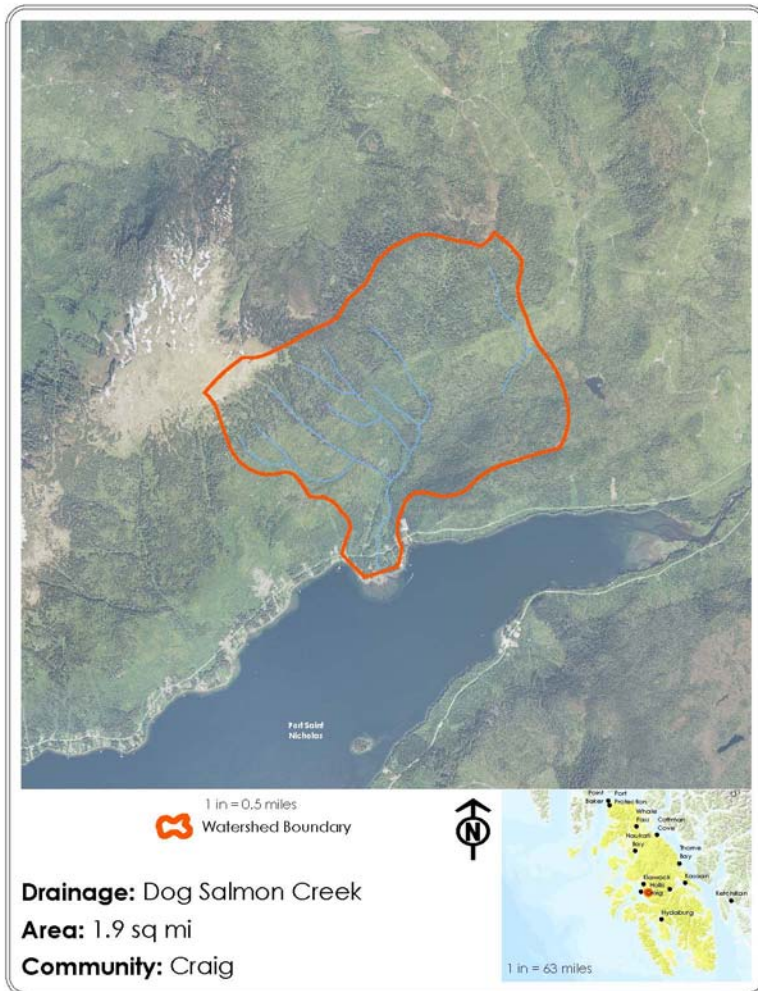 Port Saint
Nicholas
1 in = 0.5 miles
Watershed Boundary
N
Drainage: Dog Salmon Creek
Area: 1.9 sq mi
Community: Craig
Point
Baker
Port
Protection
Whale
Pass
Coffman
Cove
Naukati
Bay
Thorne
Bay
Klawock
Hollis
Craig
Kasaan
Ketchikan
Hydaburg
1 in = 63 miles